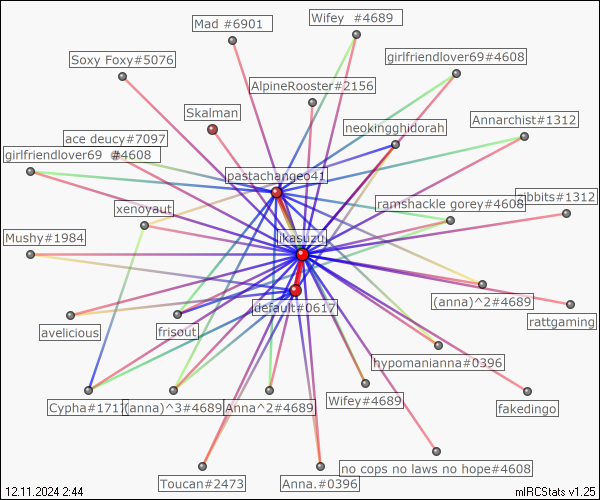 Mad #6901
Wifey  #4689
Soxy Foxy#5076
girlfriendlover69#4608
AlpineRooster#2156
Skalman
Annarchist#1312
neokingghidorah
ace deucy#7097
girlfriendlover69  #4608
pastachangeo41
ramshackle gorey#4608
ribbits#1312
xenoyaut
Mushy#1984
ikasuzu
(anna)^2#4689
default#0617
rattgaming
avelicious
frisout
hypomanianna#0396
Cypha#1717
(anna)^3#4689
Anna^2#4689
Wifey#4689
fakedingo
no cops no laws no hope#4608
Toucan#2473
Anna.#0396
12.11.2024 2:44
mIRCStats v1.25